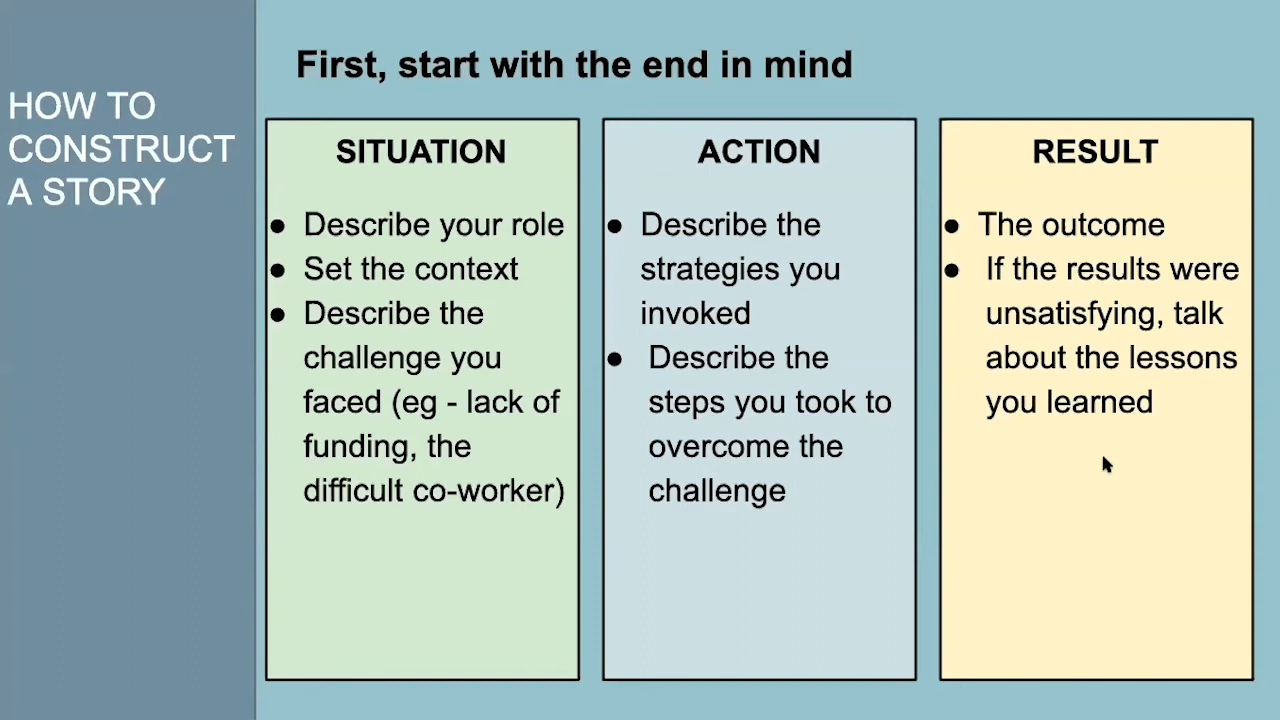 HOW TO
CONSTRUCT
A STORY
First, start with the end in mind
SITUATION
● Describe your role
● Set the context
● Describe the
challenge you
faced (eg - lack of
funding, the
difficult co-worker)
ACTION
● Describe the
strategies you
invoked
● Describe the
steps you took to
overcome the
challenge
RESULT
● The outcome
● If the results were
unsatisfying, talk
about the lessons
you learned